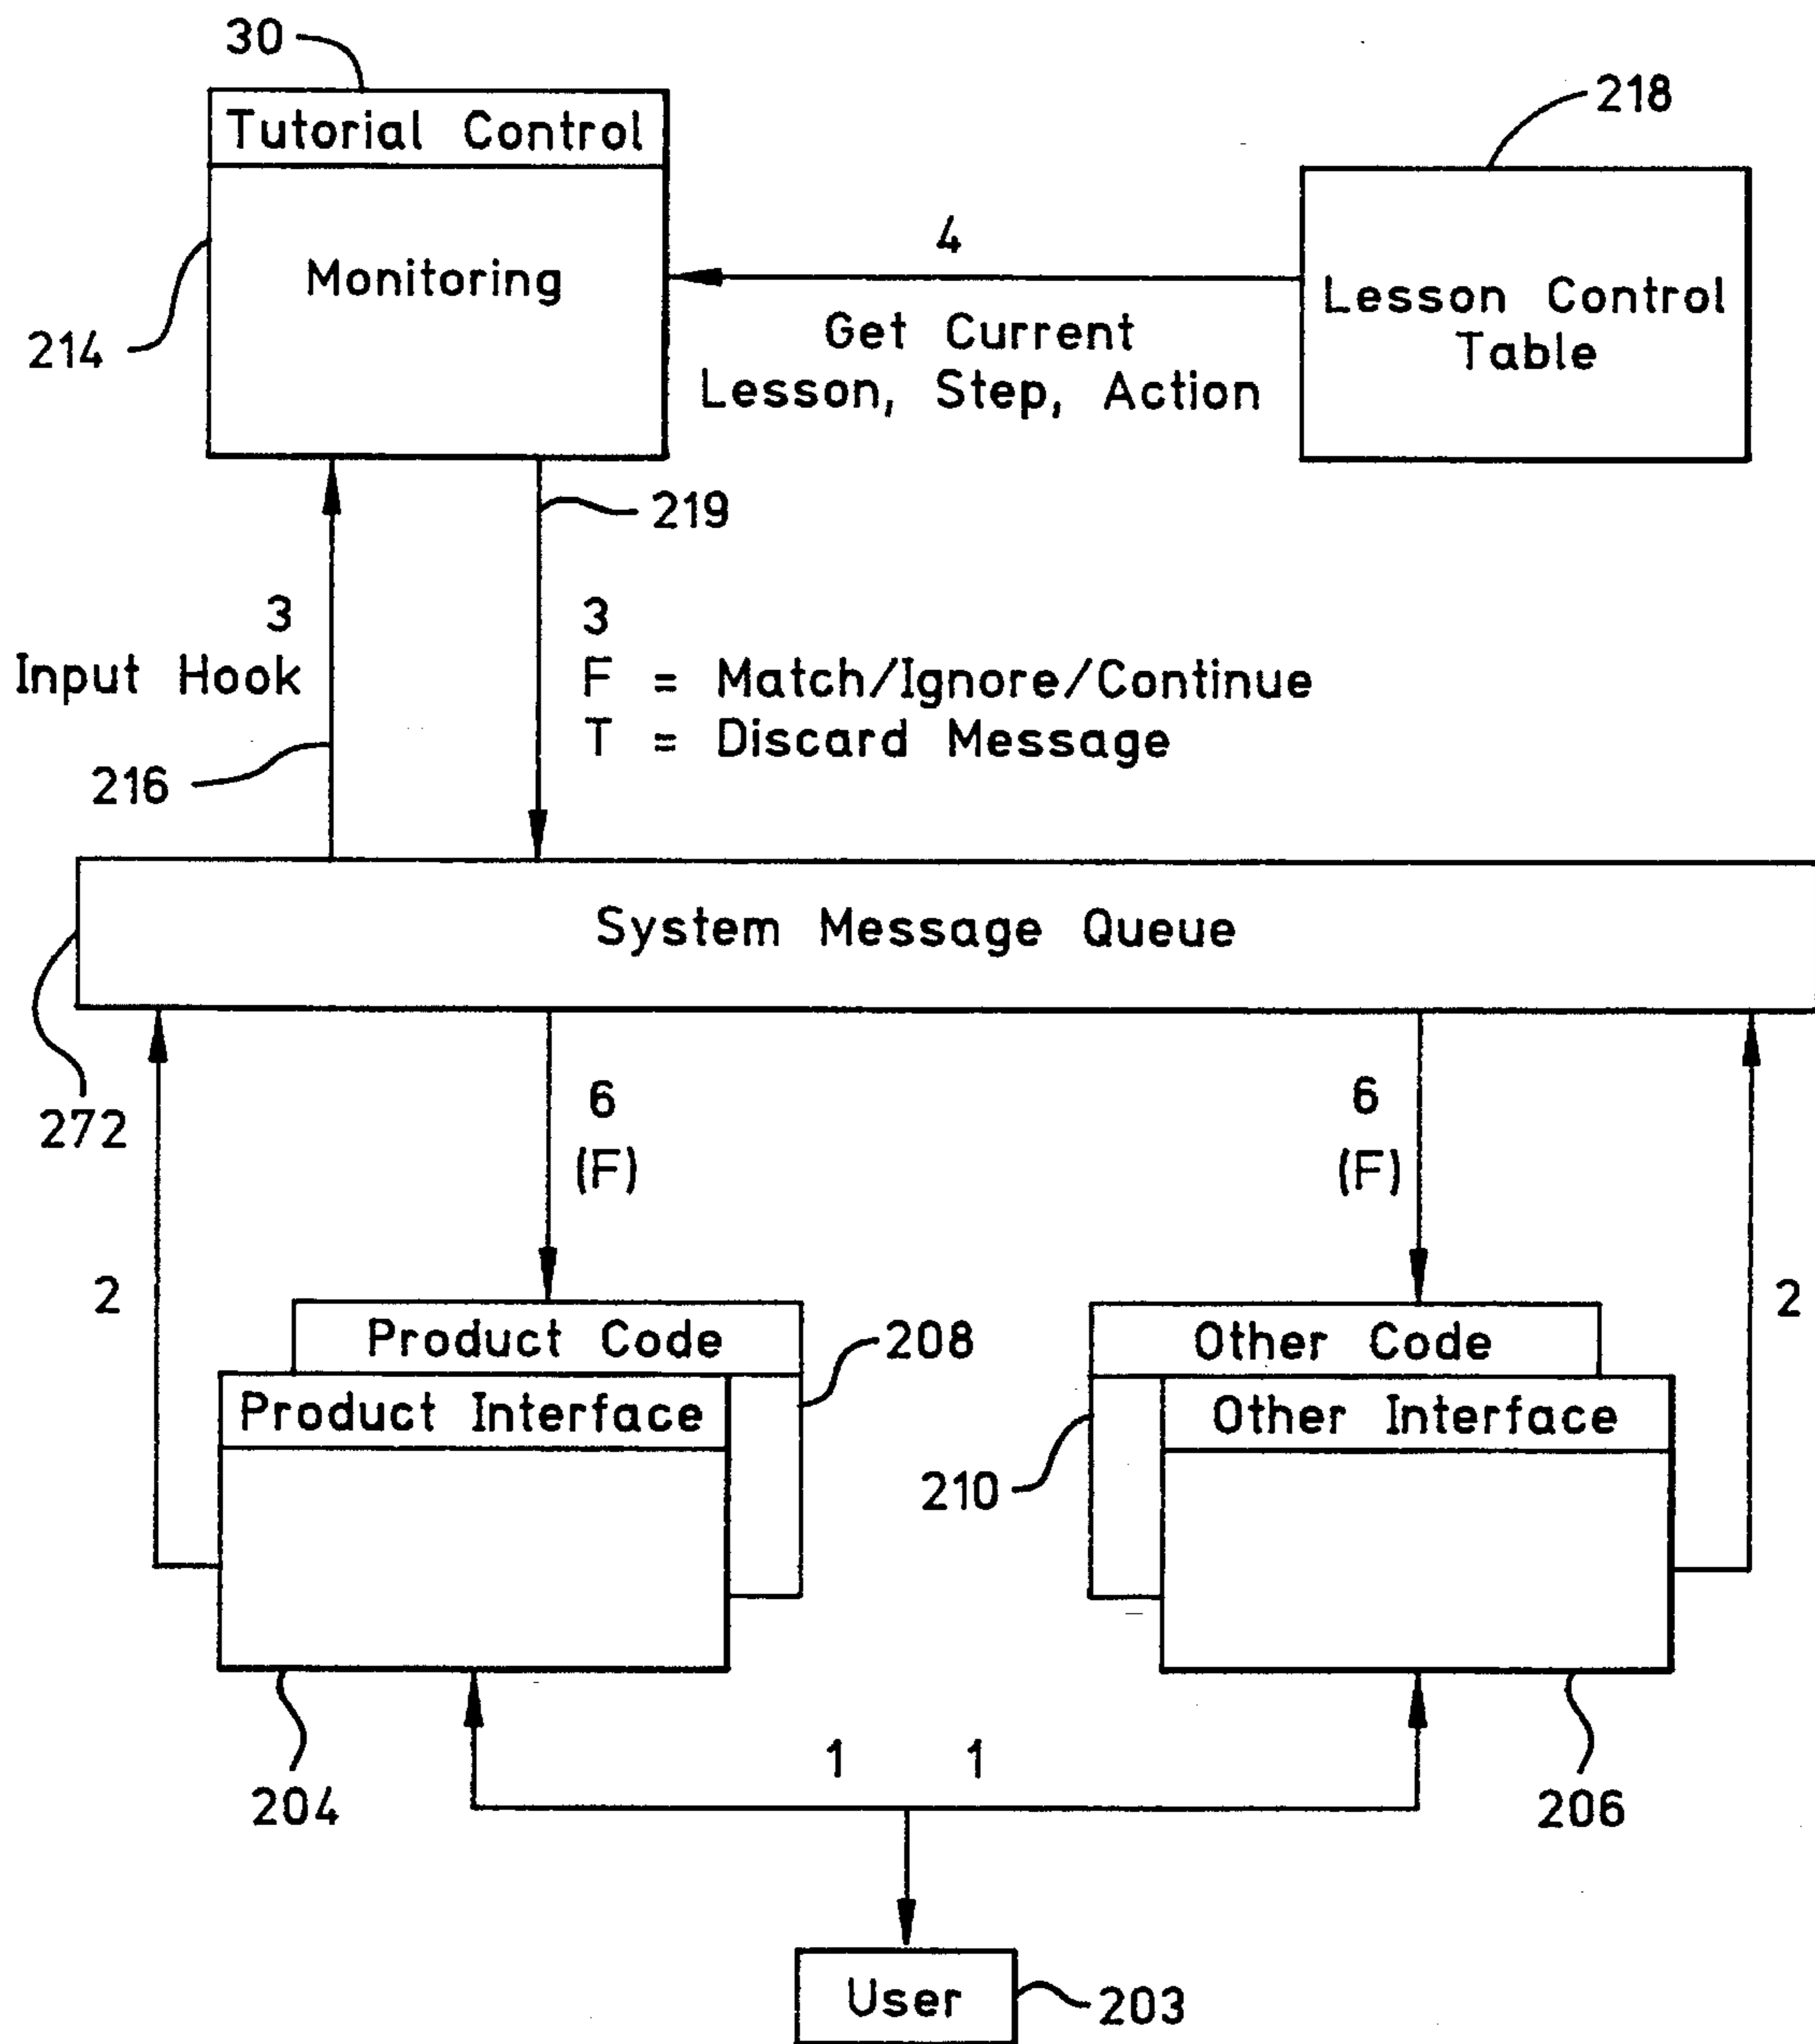 30
Tutorial Control
218
Monitoring
214
4
Get Current
Lesson, Step, Action
Lesson Control
Table
219
3
Input Hook
216
3
F = Match/Ignore/Continue
T = Discard Message
System Message Queue
272
6
(F)
6
(F)
2
2
Product Code
208
Product Interface
Other Code
Other Interface
210
204
1 1
206
User
203